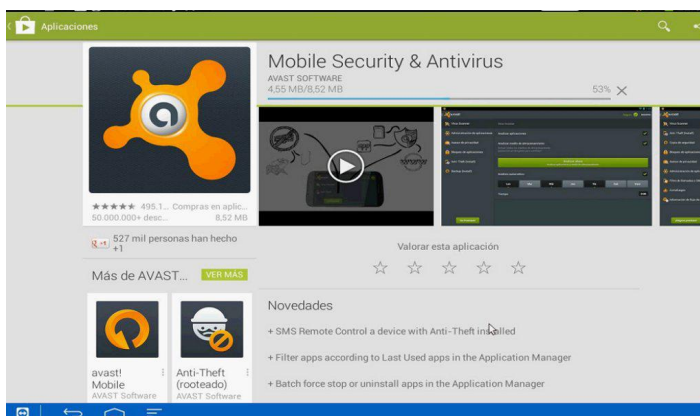 Aplicaciones
Mobile Security & Antivirus
AVAST SOFTWARE
4,55 MB/8,52 MB
53%
495.1... Compras en aplic...
50.000.000+ desc... 8,52 MB
527 mil personas han hecho
+1
Más de AVAST... VER MÁS
avast!
Mobile
AVAST Software
Anti-Theft
(rooteado)
AVAST Software
Valorar esta aplicación
Novedades
+ SMS Remote Control a device with Anti-Theft installed
+ Filter apps according to Last Used apps in the Application Manager
+ Batch force stop or uninstall apps in the Application Manager